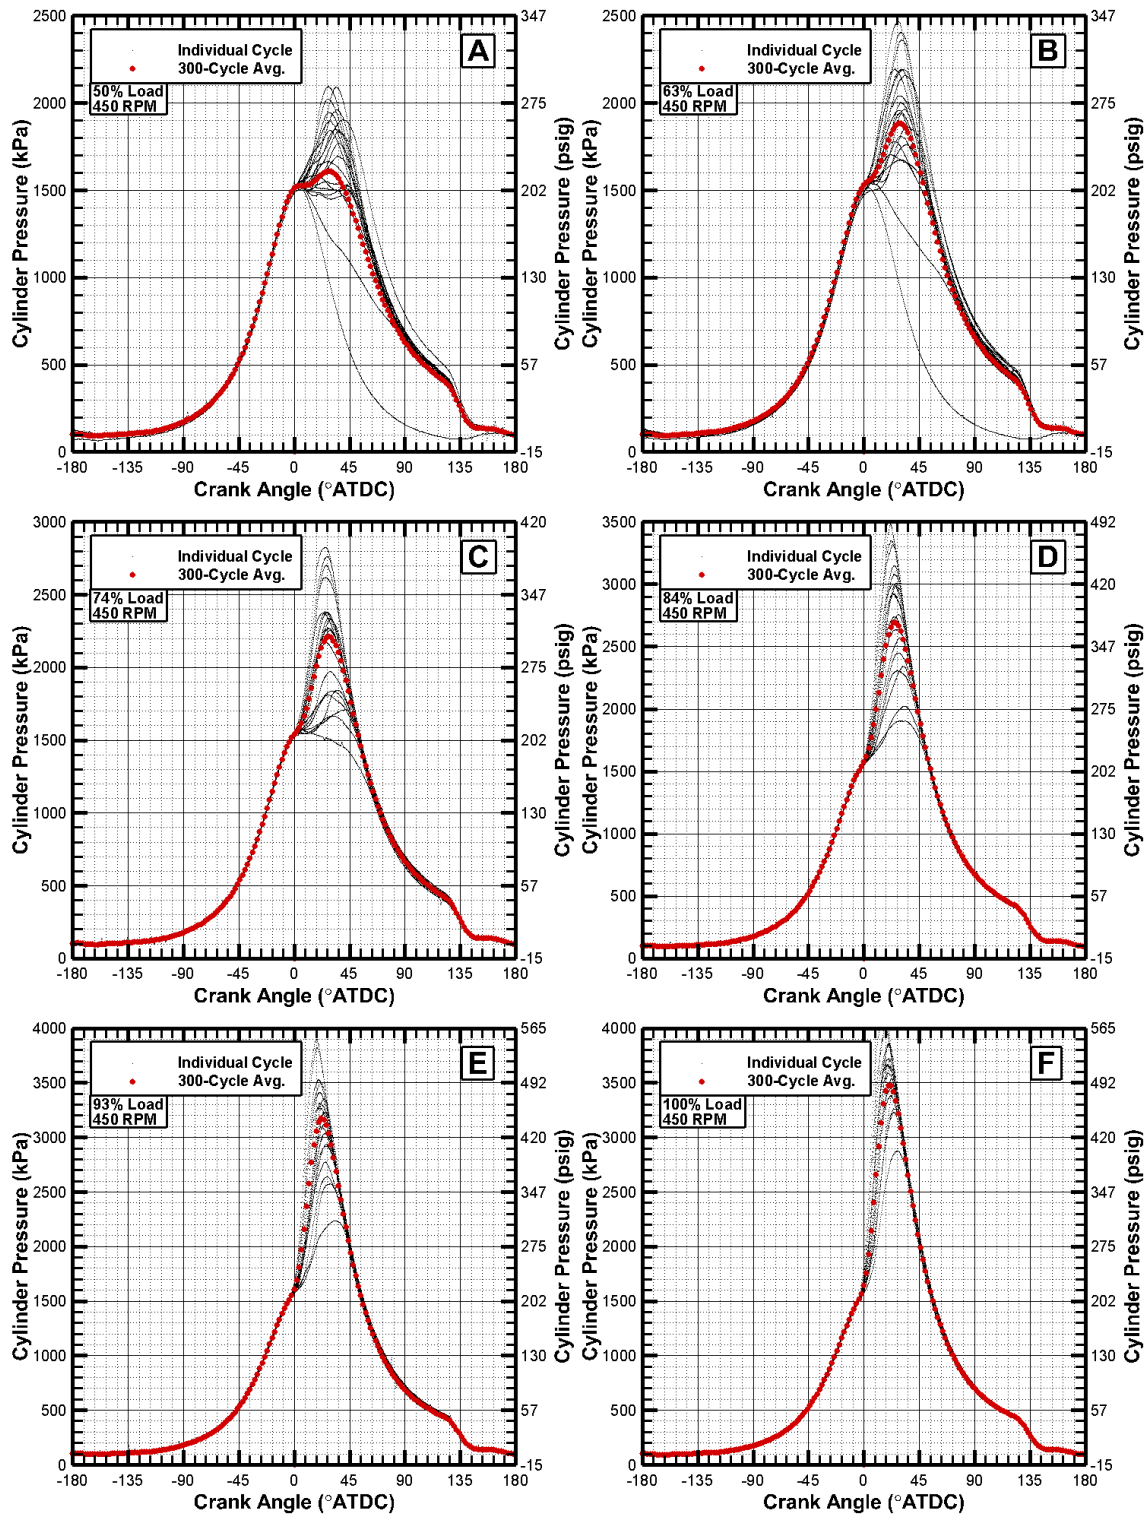 A
Individual Cycle
300-Cycle Avg.
50% Load
450 RPM
Cylinder Pressure (kPa)
2500
2000
1500
1000
500
0
Cylinder Pressure (psig)
347
275
202
130
57
-15
-180 -135 -90 -45 0 45 90 135 180
Crank Angle (°ATDC)
B
Individual Cycle
300-Cycle Avg.
63% Load
450 RPM
Cylinder Pressure (kPa)
2500
2000
1500
1000
500
0
Cylinder Pressure (psig)
347
275
202
130
57
-15
-180 -135 -90 -45 0 45 90 135 180
Crank Angle (°ATDC)
C
Individual Cycle
300-Cycle Avg.
74% Load
450 RPM
Cylinder Pressure (kPa)
3000
2500
2000
1500
1000
500
0
Cylinder Pressure (psig)
420
347
275
202
130
57
-15
-180 -135 -90 -45 0 45 90 135 180
Crank Angle (°ATDC)
D
Individual Cycle
300-Cycle Avg.
84% Load
450 RPM
Cylinder Pressure (kPa)
3500
3000
2500
2000
1500
1000
500
0
Cylinder Pressure (psig)
492
420
347
275
202
130
57
-15
-180 -135 -90 -45 0 45 90 135 180
Crank Angle (°ATDC)
E
Individual Cycle
300-Cycle Avg.
93% Load
450 RPM
Cylinder Pressure (kPa)
4000
3500
3000
2500
2000
1500
1000
500
0
Cylinder Pressure (psig)
565
492
420
347
275
202
130
57
-15
-180 -135 -90 -45 0 45 90 135 180
Crank Angle (°ATDC)
F
Individual Cycle
300-Cycle Avg.
100% Load
450 RPM
Cylinder Pressure (kPa)
4000
3500
3000
2500
2000
1500
1000
500
0
Cylinder Pressure (psig)
565
492
420
347
275
202
130
57
-15
-180 -135 -90 -45 0 45 90 135 180
Crank Angle (°ATDC)